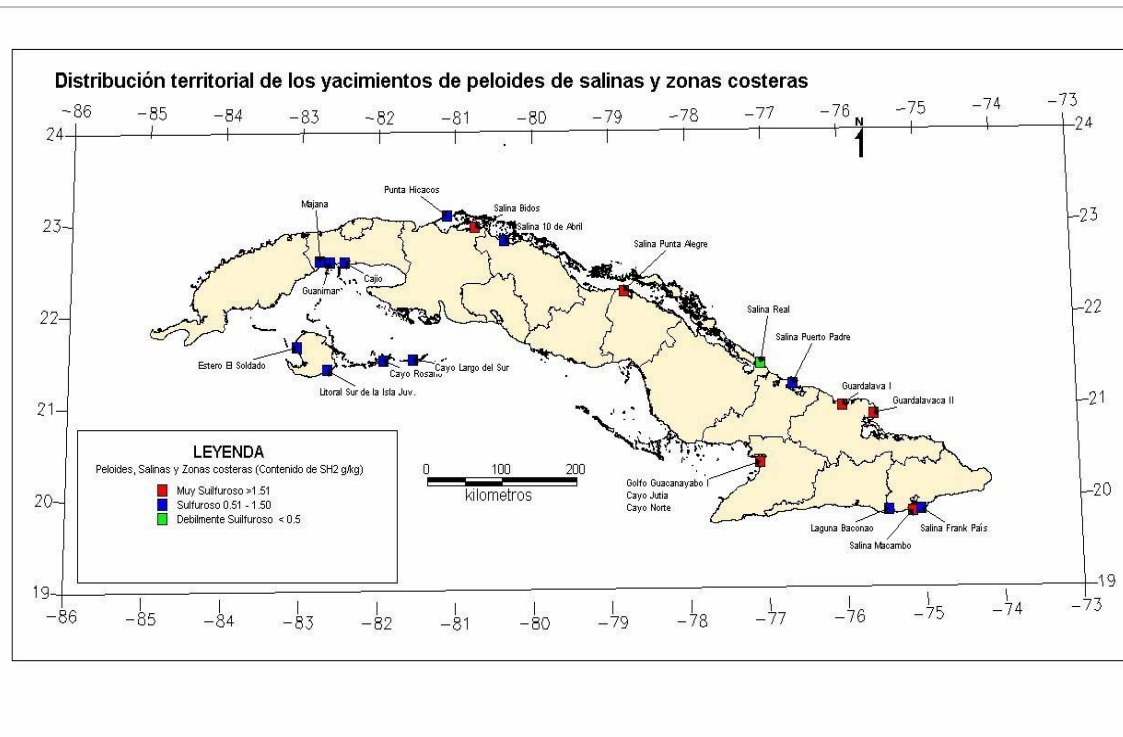 Distribución territorial de los yacimientos de peloides de salinas y zonas costeras
-86 -85 -84 -83 -82 -81 -80 -79 -78 -77 -76 -75 -74 -73
24 24
N
Punta Hicacos
Majana
Salina Bidos
Salina 10 de Abril
23 23
Salina Punta Alegre
Cajio
Guanimar
Salina Real
22 22
Salina Puerto Padre
Estero El Soldado
Cayo Largo del Sur
Cayo Rosario
Litoral Sur de la Isla Juv.
Guardalava I
Guardalavaca II
21 21
LEYENDA
Peloides, Salinas y Zonas costeras (Contenido de SH2 g/kg)
Muy Suilfuroso >1.51
Sulfuroso 0.51 - 1.50
Debilmente Suilfuroso < 0.5
0 100 200
kilometros
Golfo Guacanayabo I
Cayo Jutia
Cayo Norte
20 20
Laguna Baconao
Salina Frank País
Salina Macambo
19 19
-86 -85 -84 -83 -82 -81 -80 -79 -78 -77 -76 -75 -74 -73